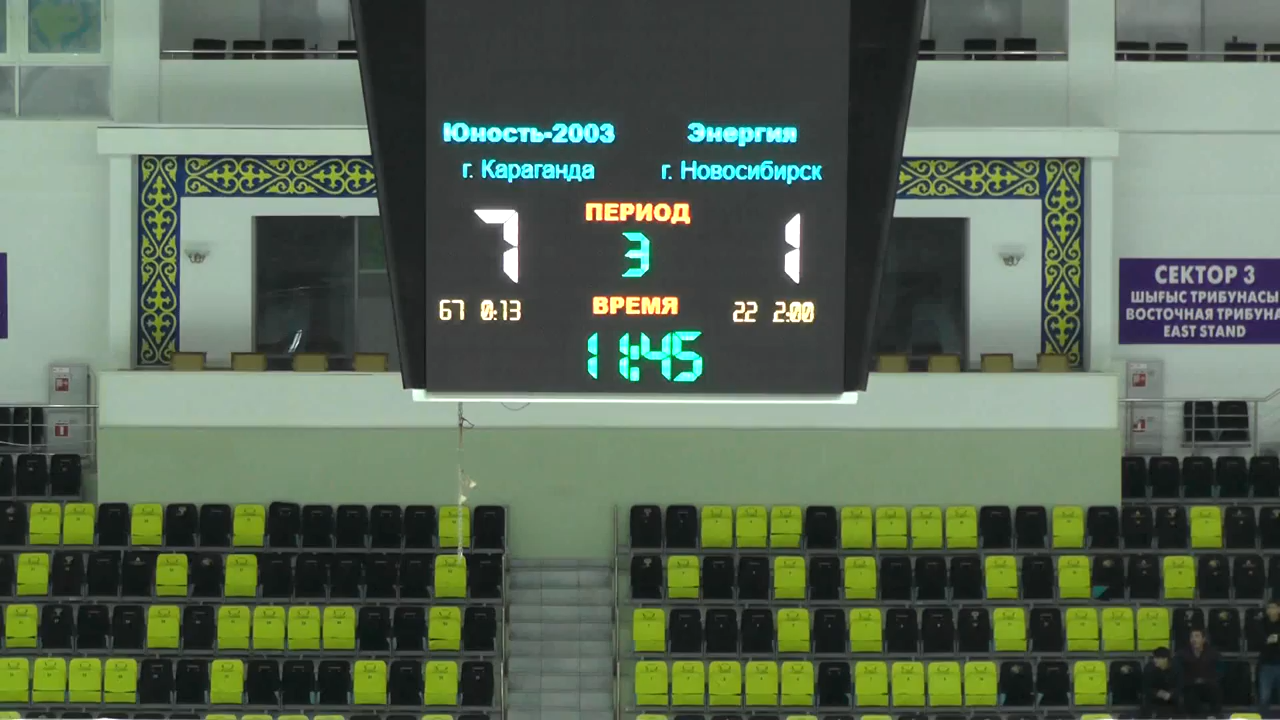 Юность-2003 Энергия
г. Караганда г. Новосибирск
ПЕРИОД
7 3 1
67 0:13 ВРЕМЯ 22 2:00
11:45
СЕКТОР 3
ШЫҒЫС ТРИБУНАСЫ
ВОСТОЧНАЯ ТРИБУНА
EAST STAND